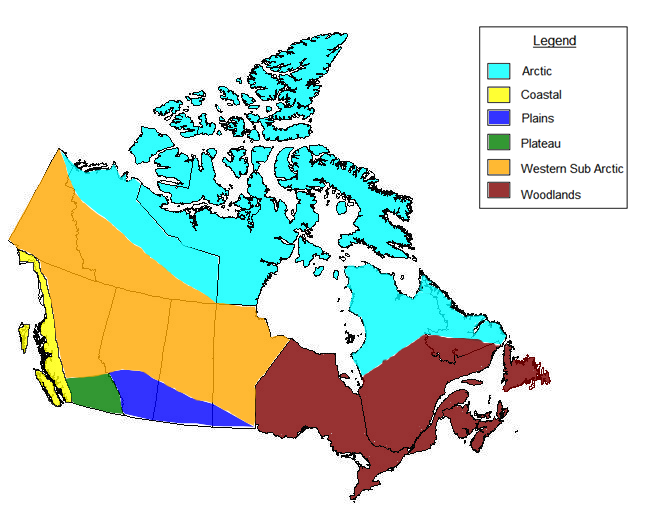 Legend
Arctic
Coastal
Plains
Plateau
Western Sub Arctic
Woodlands